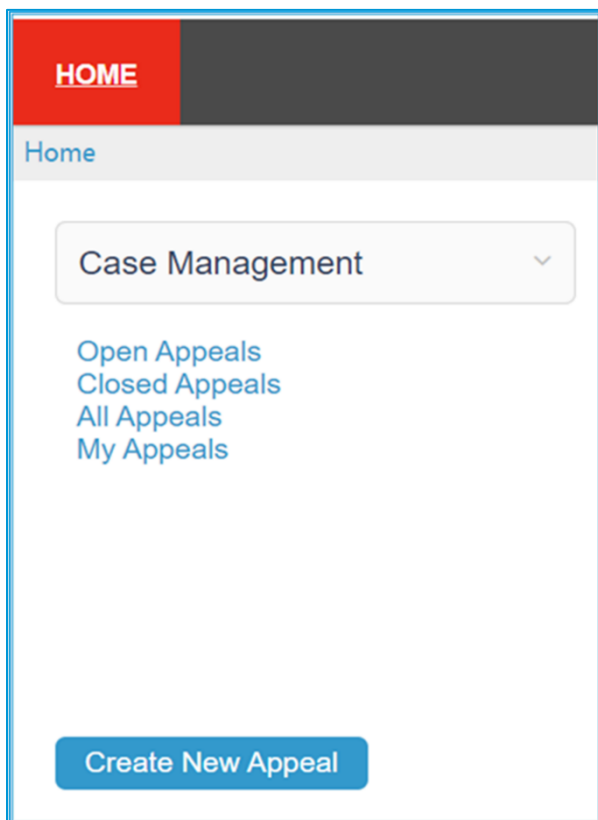 HOME
Home
Case Management
Open Appeals
Closed Appeals
All Appeals
My Appeals
Create New Appeal